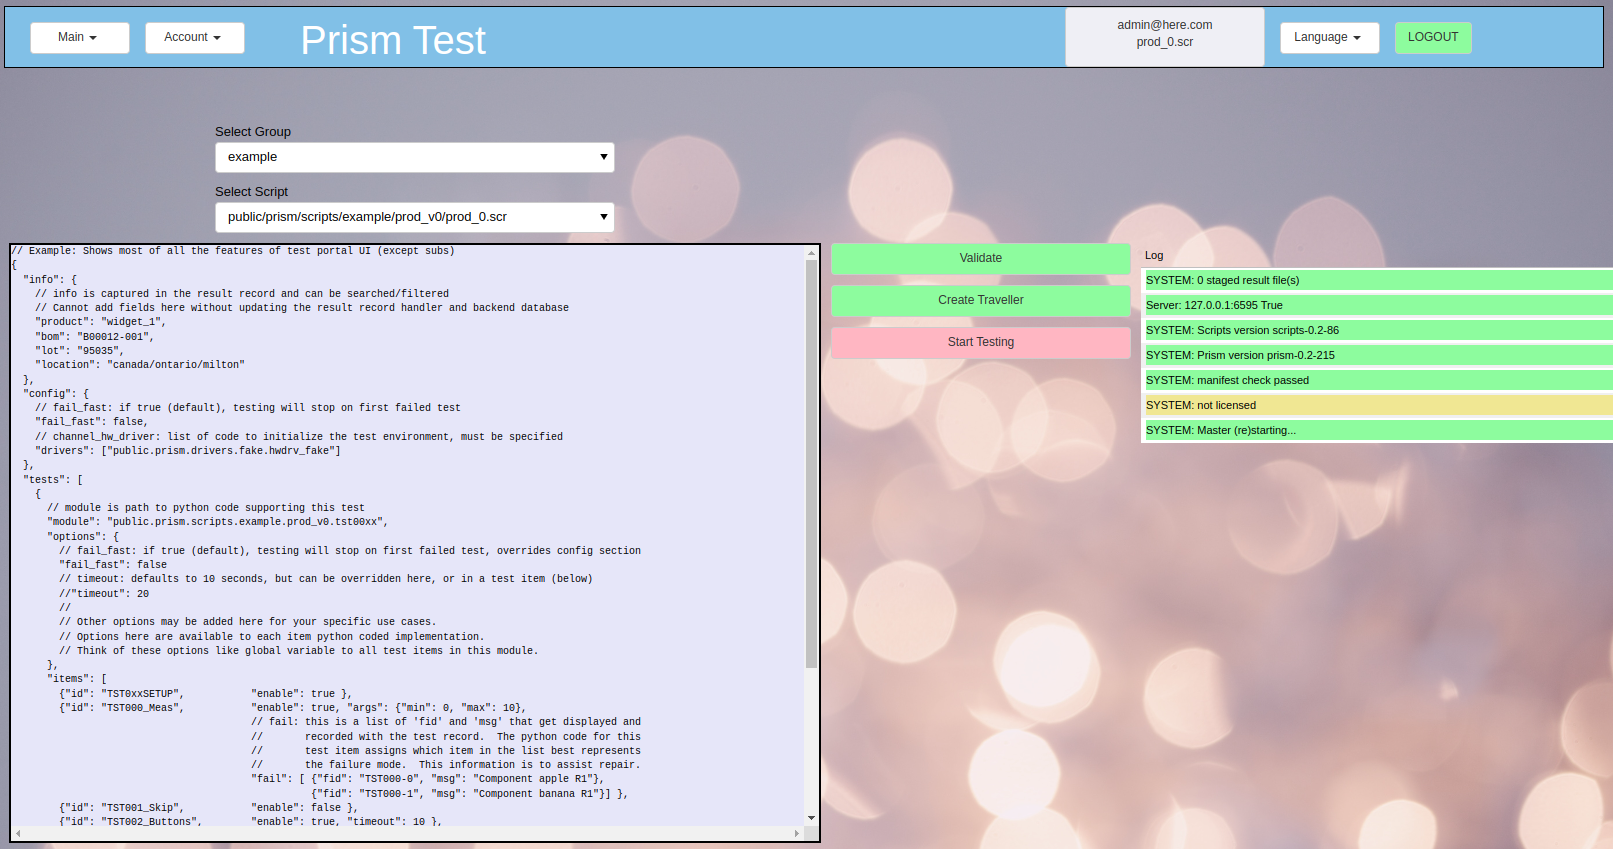 Main
Account
Prism Test
admin@here.com
prod_0.scr
Language
LOGOUT
Select Group
example
Select Script
public/prism/scripts/example/prod_v0/prod_0.scr
// Example: Shows most of all the features of test portal UI (except subs)
{
  "info": {
    // info is captured in the result record and can be searched/filtered
    // Cannot add fields here without updating the result record handler and backend database
    "product": "widget_1",
    "bom": "B00012-001",
    "lot": "95035",
    "location": "canada/ontario/milton"
  },
  "config": {
    // fail_fast: if true (default), testing will stop on first failed test
    "fail_fast": false,
    // channel_hw_driver: list of code to initialize the test environment, must be specified
    "drivers": ["public.prism.drivers.fake.hwdrv_fake"]
  },
  "tests": [
    {
      // module is path to python code supporting this test
      "module": "public.prism.scripts.example.prod_v0.tst00xx",
      "options": {
        // fail_fast: if true (default), testing will stop on first failed test, overrides config section
        "fail_fast": false
        // timeout: defaults to 10 seconds, but can be overridden here, or in a test item (below)
        //"timeout": 20
        //
        // Other options may be added here for your specific use cases.
        // Options here are available to each item python coded implementation.
        // Think of these options like global variable to all test items in this module.
      },
      "items": [
        {"id": "TST0xxSETUP",           "enable": true },
        {"id": "TST000_Meas",           "enable": true, "args": {"min": 0, "max": 10},
                                        // fail: this is a list of 'fid' and 'msg' that get displayed and
                                        //       recorded with the test record.  The python code for this
                                        //       test item assigns which item in the list best represents
                                        //       the failure mode.  This information is to assist repair.
                                        "fail": [ {"fid": "TST000-0", "msg": "Component apple R1"},
                                                  {"fid": "TST000-1", "msg": "Component banana R1"}] },
        {"id": "TST001_Skip",           "enable": false },
        {"id": "TST002_Buttons",        "enable": true, "timeout": 10 },
Validate
Create Traveller
Start Testing
Log
SYSTEM: 0 staged result file(s)
Server: 127.0.0.1:6595 True
SYSTEM: Scripts version scripts-0.2-86
SYSTEM: Prism version prism-0.2-215
SYSTEM: manifest check passed
SYSTEM: not licensed
SYSTEM: Master (re)starting...